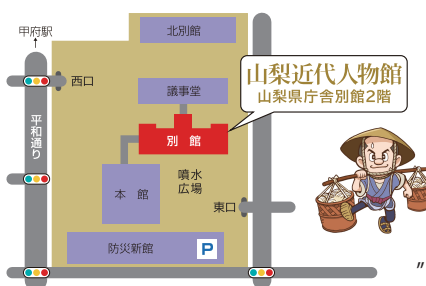 甲府駅
北別館
西口
議事堂
山梨近代人物館
山梨県庁舎別館2階
平和通り
別 館
噴水
広場
本 館
東口
防災新館
P
"